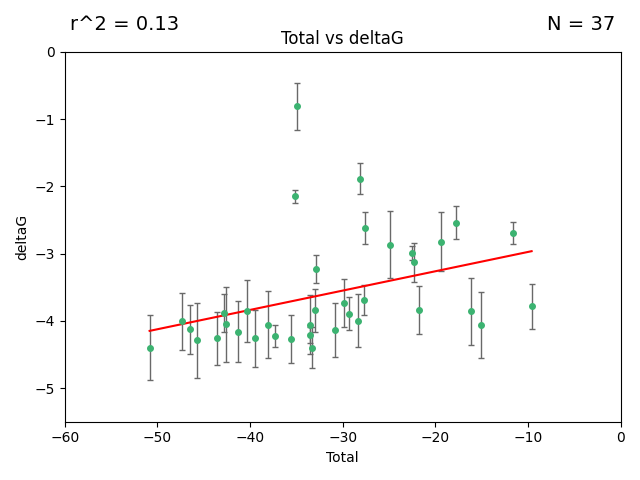 r^2 = 0.13
N = 37
Total vs deltaG
0
−1
−2
−3
−4
−5
deltaG
−60
−50
−40
−30
−20
−10
0
Total